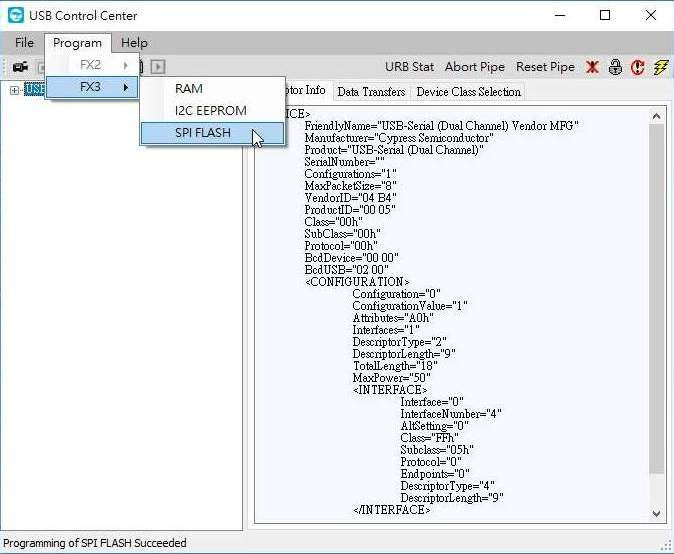 USB Control Center
File Program Help
FX2
FX3
RAM
I2C EEPROM
SPI FLASH
URB Stat Abort Pipe Reset Pipe
USB
tor Info Data Transfers Device Class Selection
ICE>
FriendlyName="USB-Serial (Dual Channel) Vendor MFG"
Manufacturer="Cypress Semiconductor"
Product="USB-Serial (Dual Channel)"
SerialNumber=""
Configurations="1"
MaxPacketSize="8"
VendorID="04 B4"
ProductID="00 05"
Class="00h"
SubClass="00h"
Protocol="00h"
BcdDevice="00 00"
BcdUSB="02 00"
<CONFIGURATION>
Configuration="0"
ConfigurationValue="1"
Attributes="A0h"
Interfaces="1"
DescriptorType="2"
DescriptorLength="9"
TotalLength="18"
MaxPower="50"
<INTERFACE>
Interface="0"
InterfaceNumber="4"
AltSetting="0"
Class="FFh"
Subclass="05h"
Protocol="0"
Endpoints="0"
DescriptorType="4"
DescriptorLength="9"
</INTERFACE>
Programming of SPI FLASH Succeeded